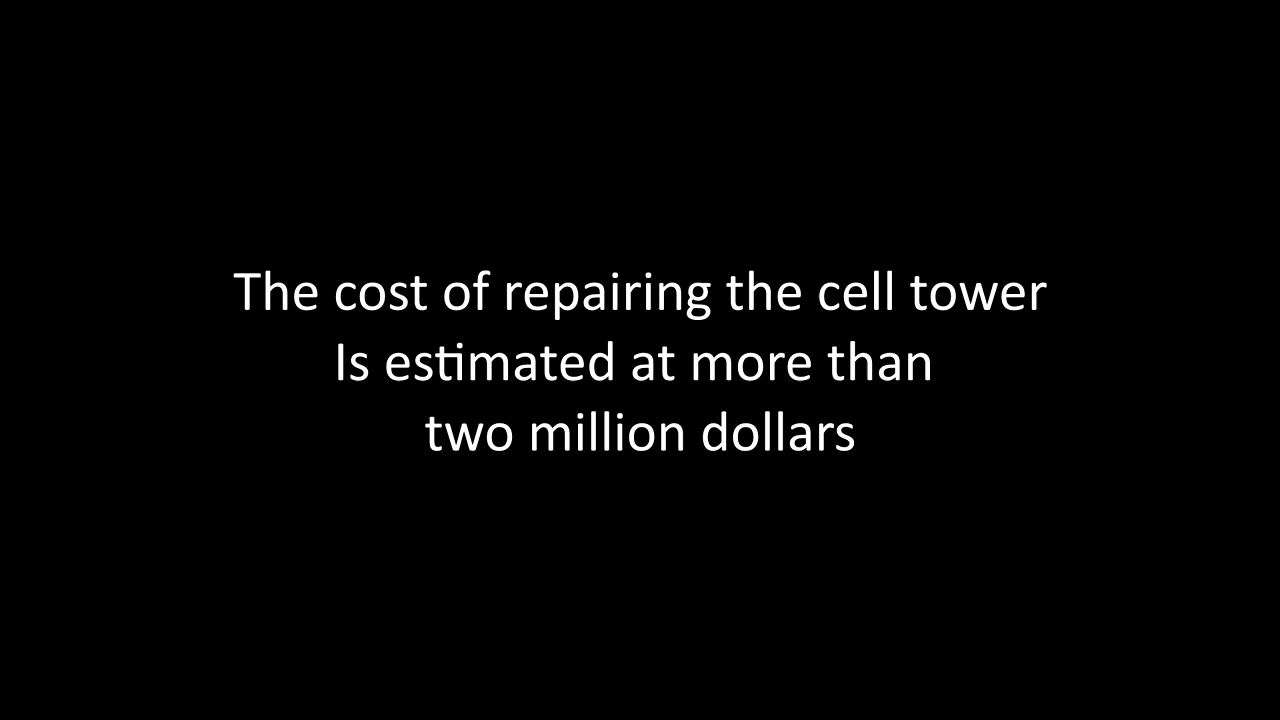 The cost of repairing the cell tower
Is estimated at more than
two million dollars